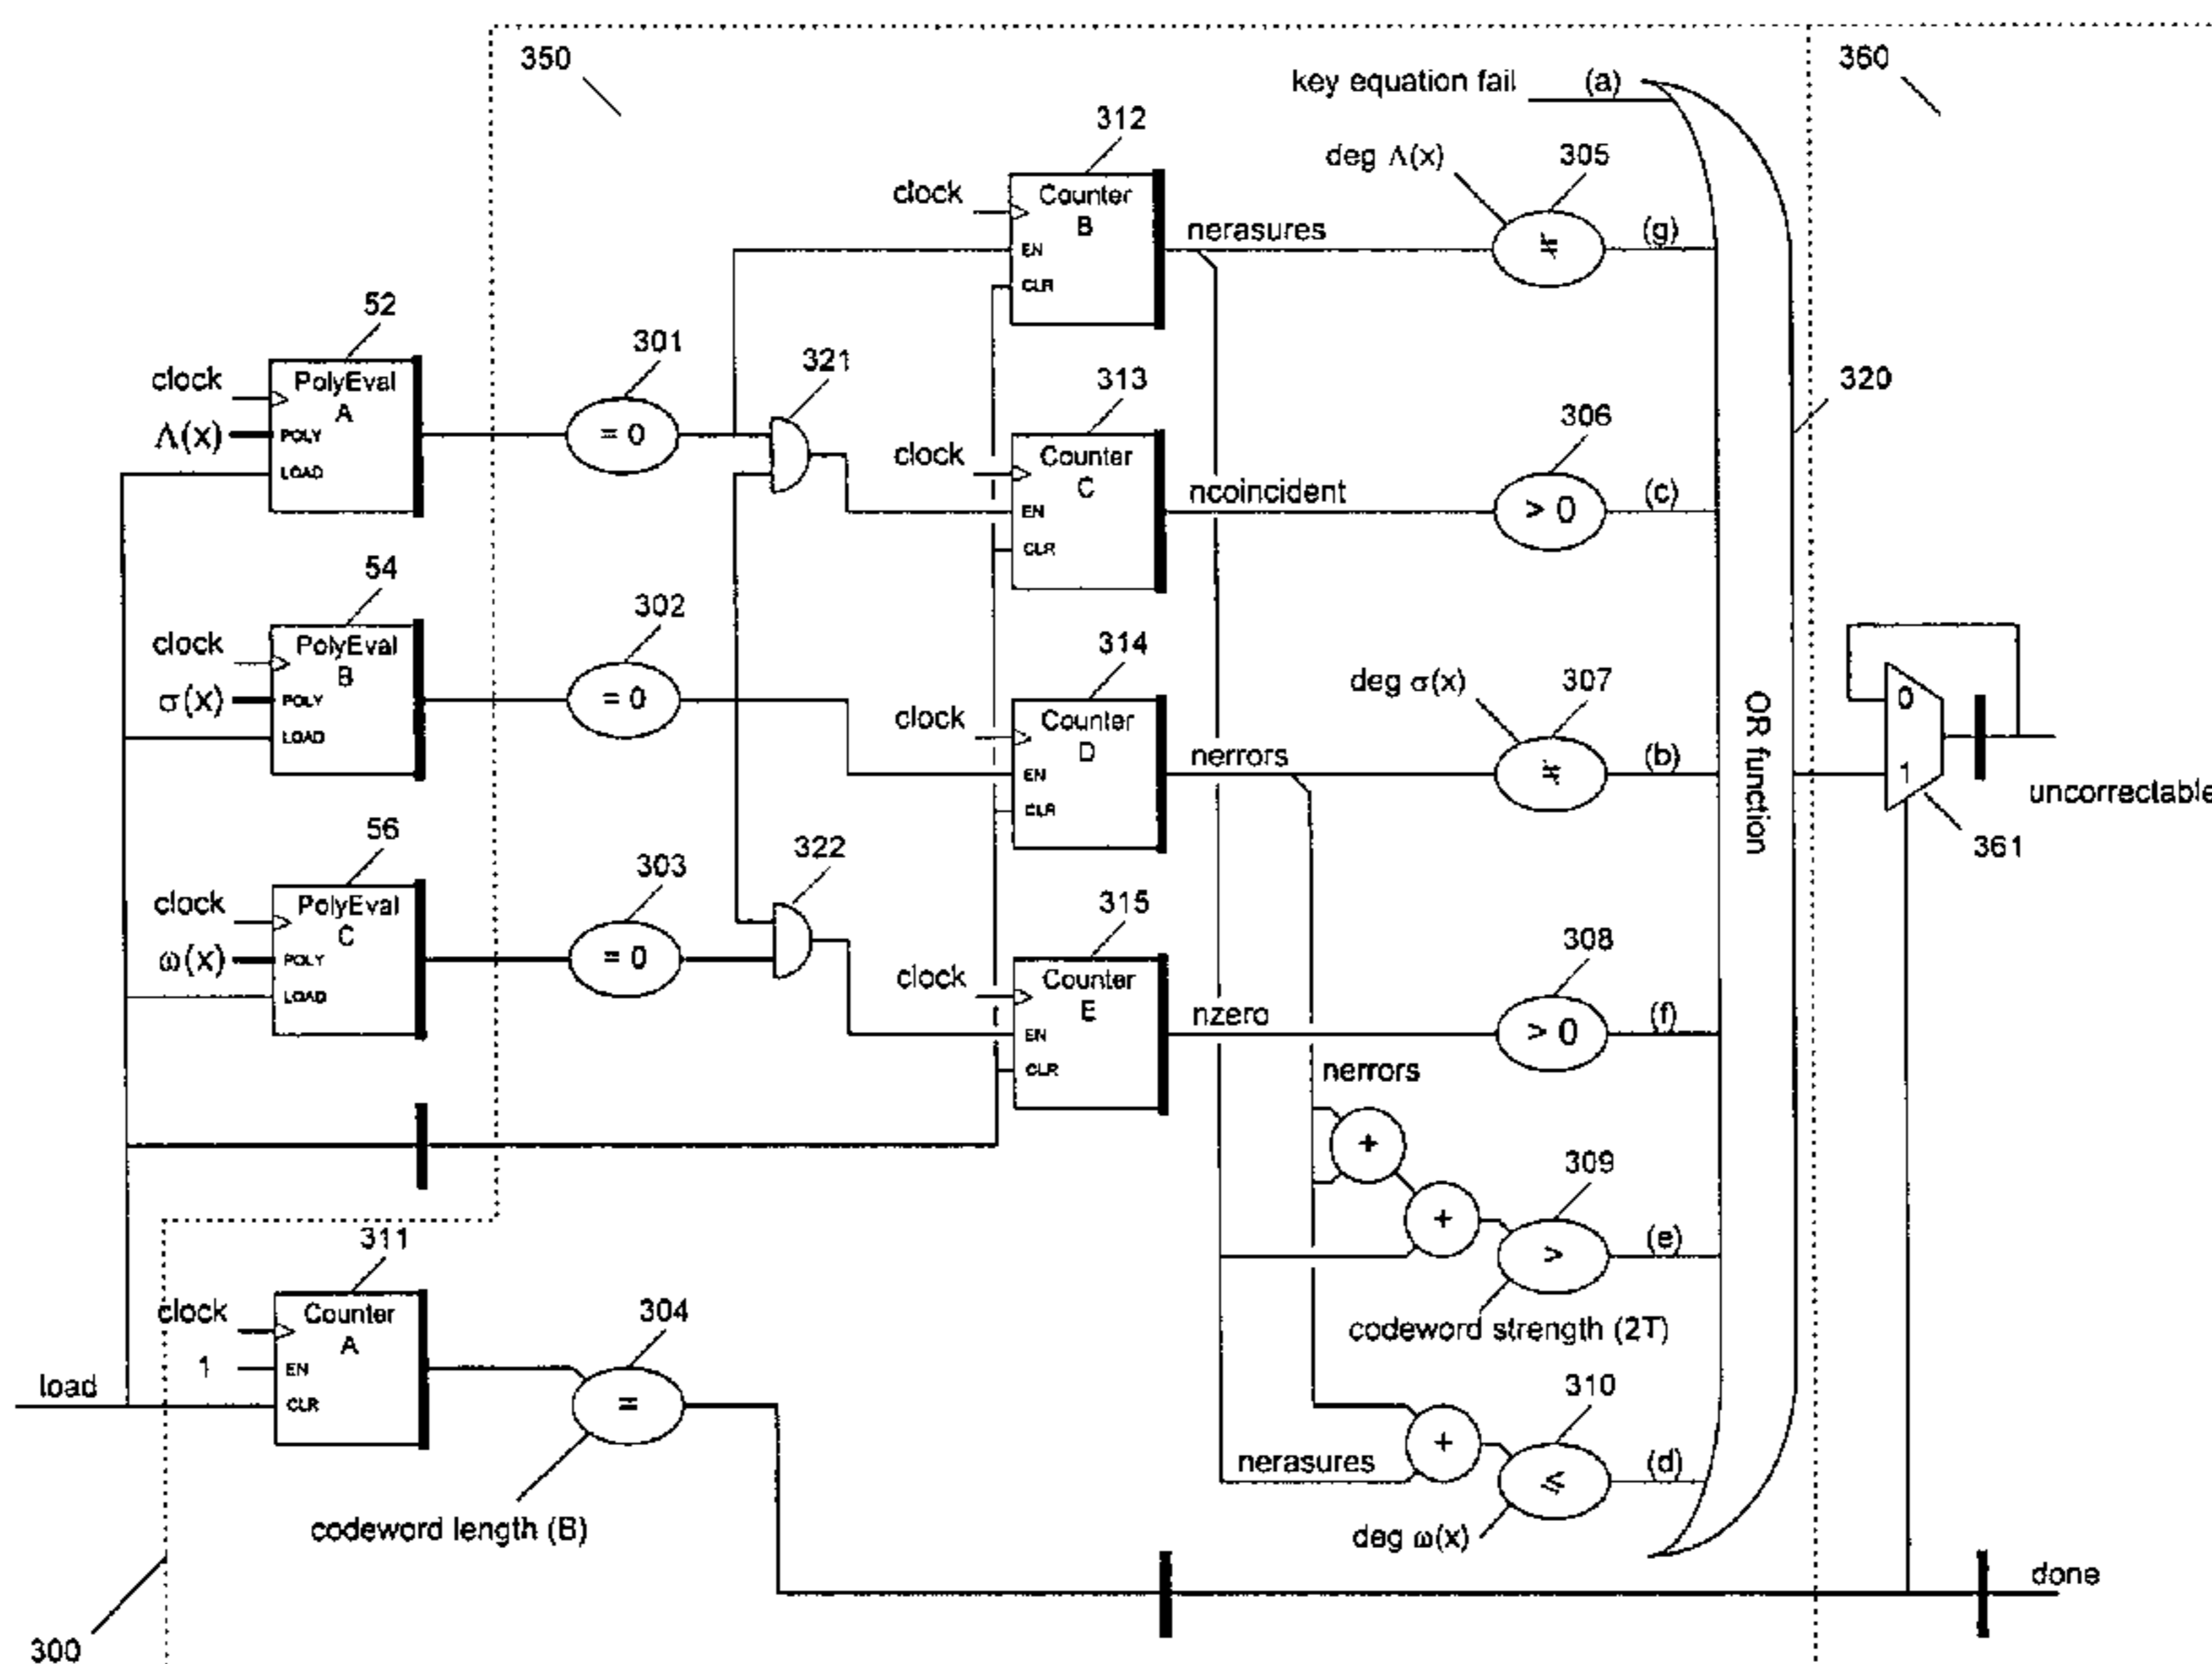 350
360
key equation fail
(a)
312
deg Λ(x)
305
clock
Counter
B
EN
CLR
nerasures
≠
(g)
52
301
321
313
306
320
clock
PolyEval
A
Λ(x)
POLY
LOAD
= 0
clock
Counter
C
EN
CLR
ncoincident
> 0
(c)
54
302
314
deg σ(x)
307
clock
PolyEval
B
σ(x)
POLY
LOAD
= 0
clock
Counter
D
EN
CLR
nerrors
≠
(b)
OR function
0
1
uncorrectable
361
56
303
322
315
308
clock
PolyEval
C
ω(x)
POLY
LOAD
= 0
clock
Counter
E
EN
CLR
nzero
> 0
(f)
nerrors
+
309
+
>
(e)
codeword strength (2T)
311
clock
Counter
A
1
EN
CLR
load
304
=
codeword length (B)
310
+
≤
(d)
nerasures
deg ω(x)
done
300